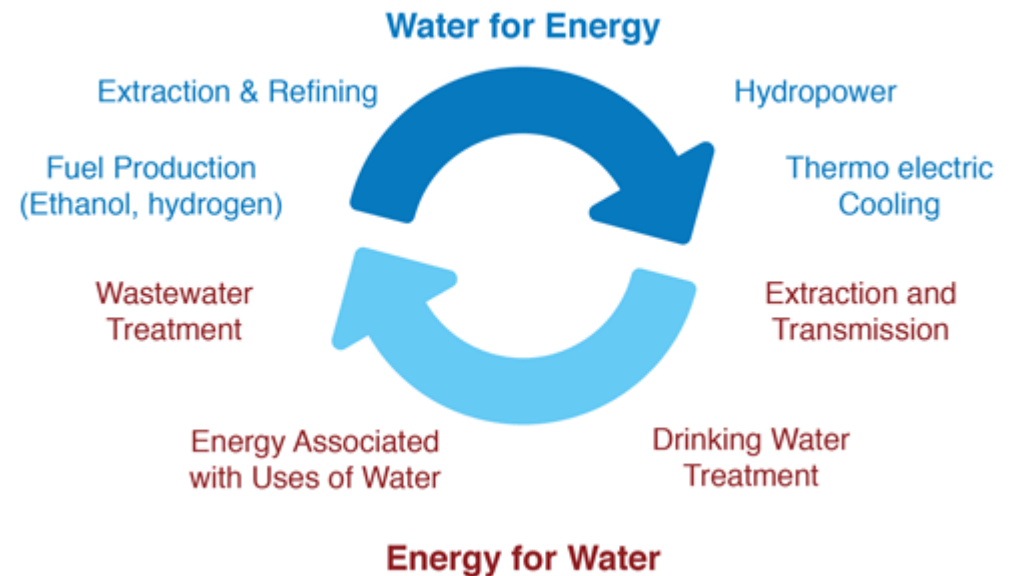 Water for Energy
Extraction & Refining
Hydropower
Fuel Production
(Ethanol, hydrogen)
Thermo electric
Cooling
Wastewater
Treatment
Extraction and
Transmission
Energy Associated
with Uses of Water
Drinking Water
Treatment
Energy for Water